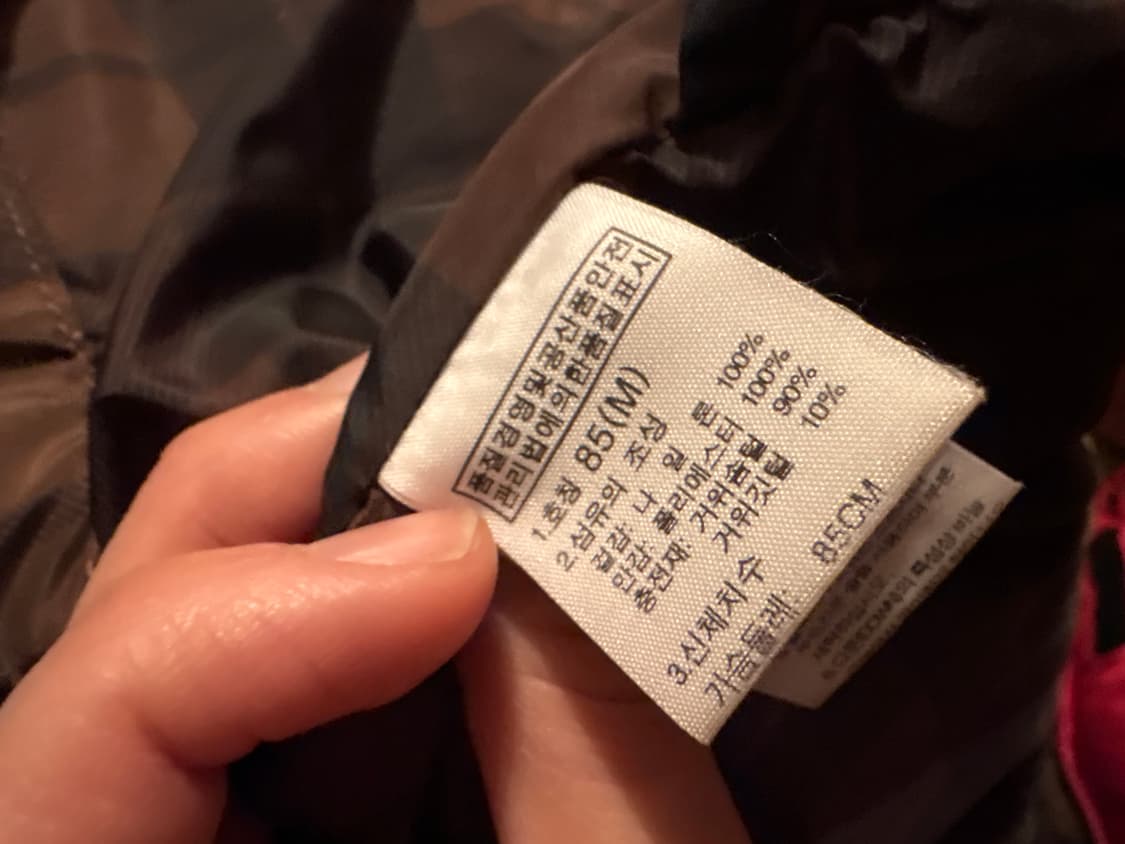 품질경영및공산품안전
관리법에의한품질표시
1.호칭 85(M)
2.섬유의 조성
겉감 나 일 론 100%
안감 폴리에스터 100%
충전재: 거위솜털 90%
거위깃털 10%
3.신체치수
가슴둘레: 85CM